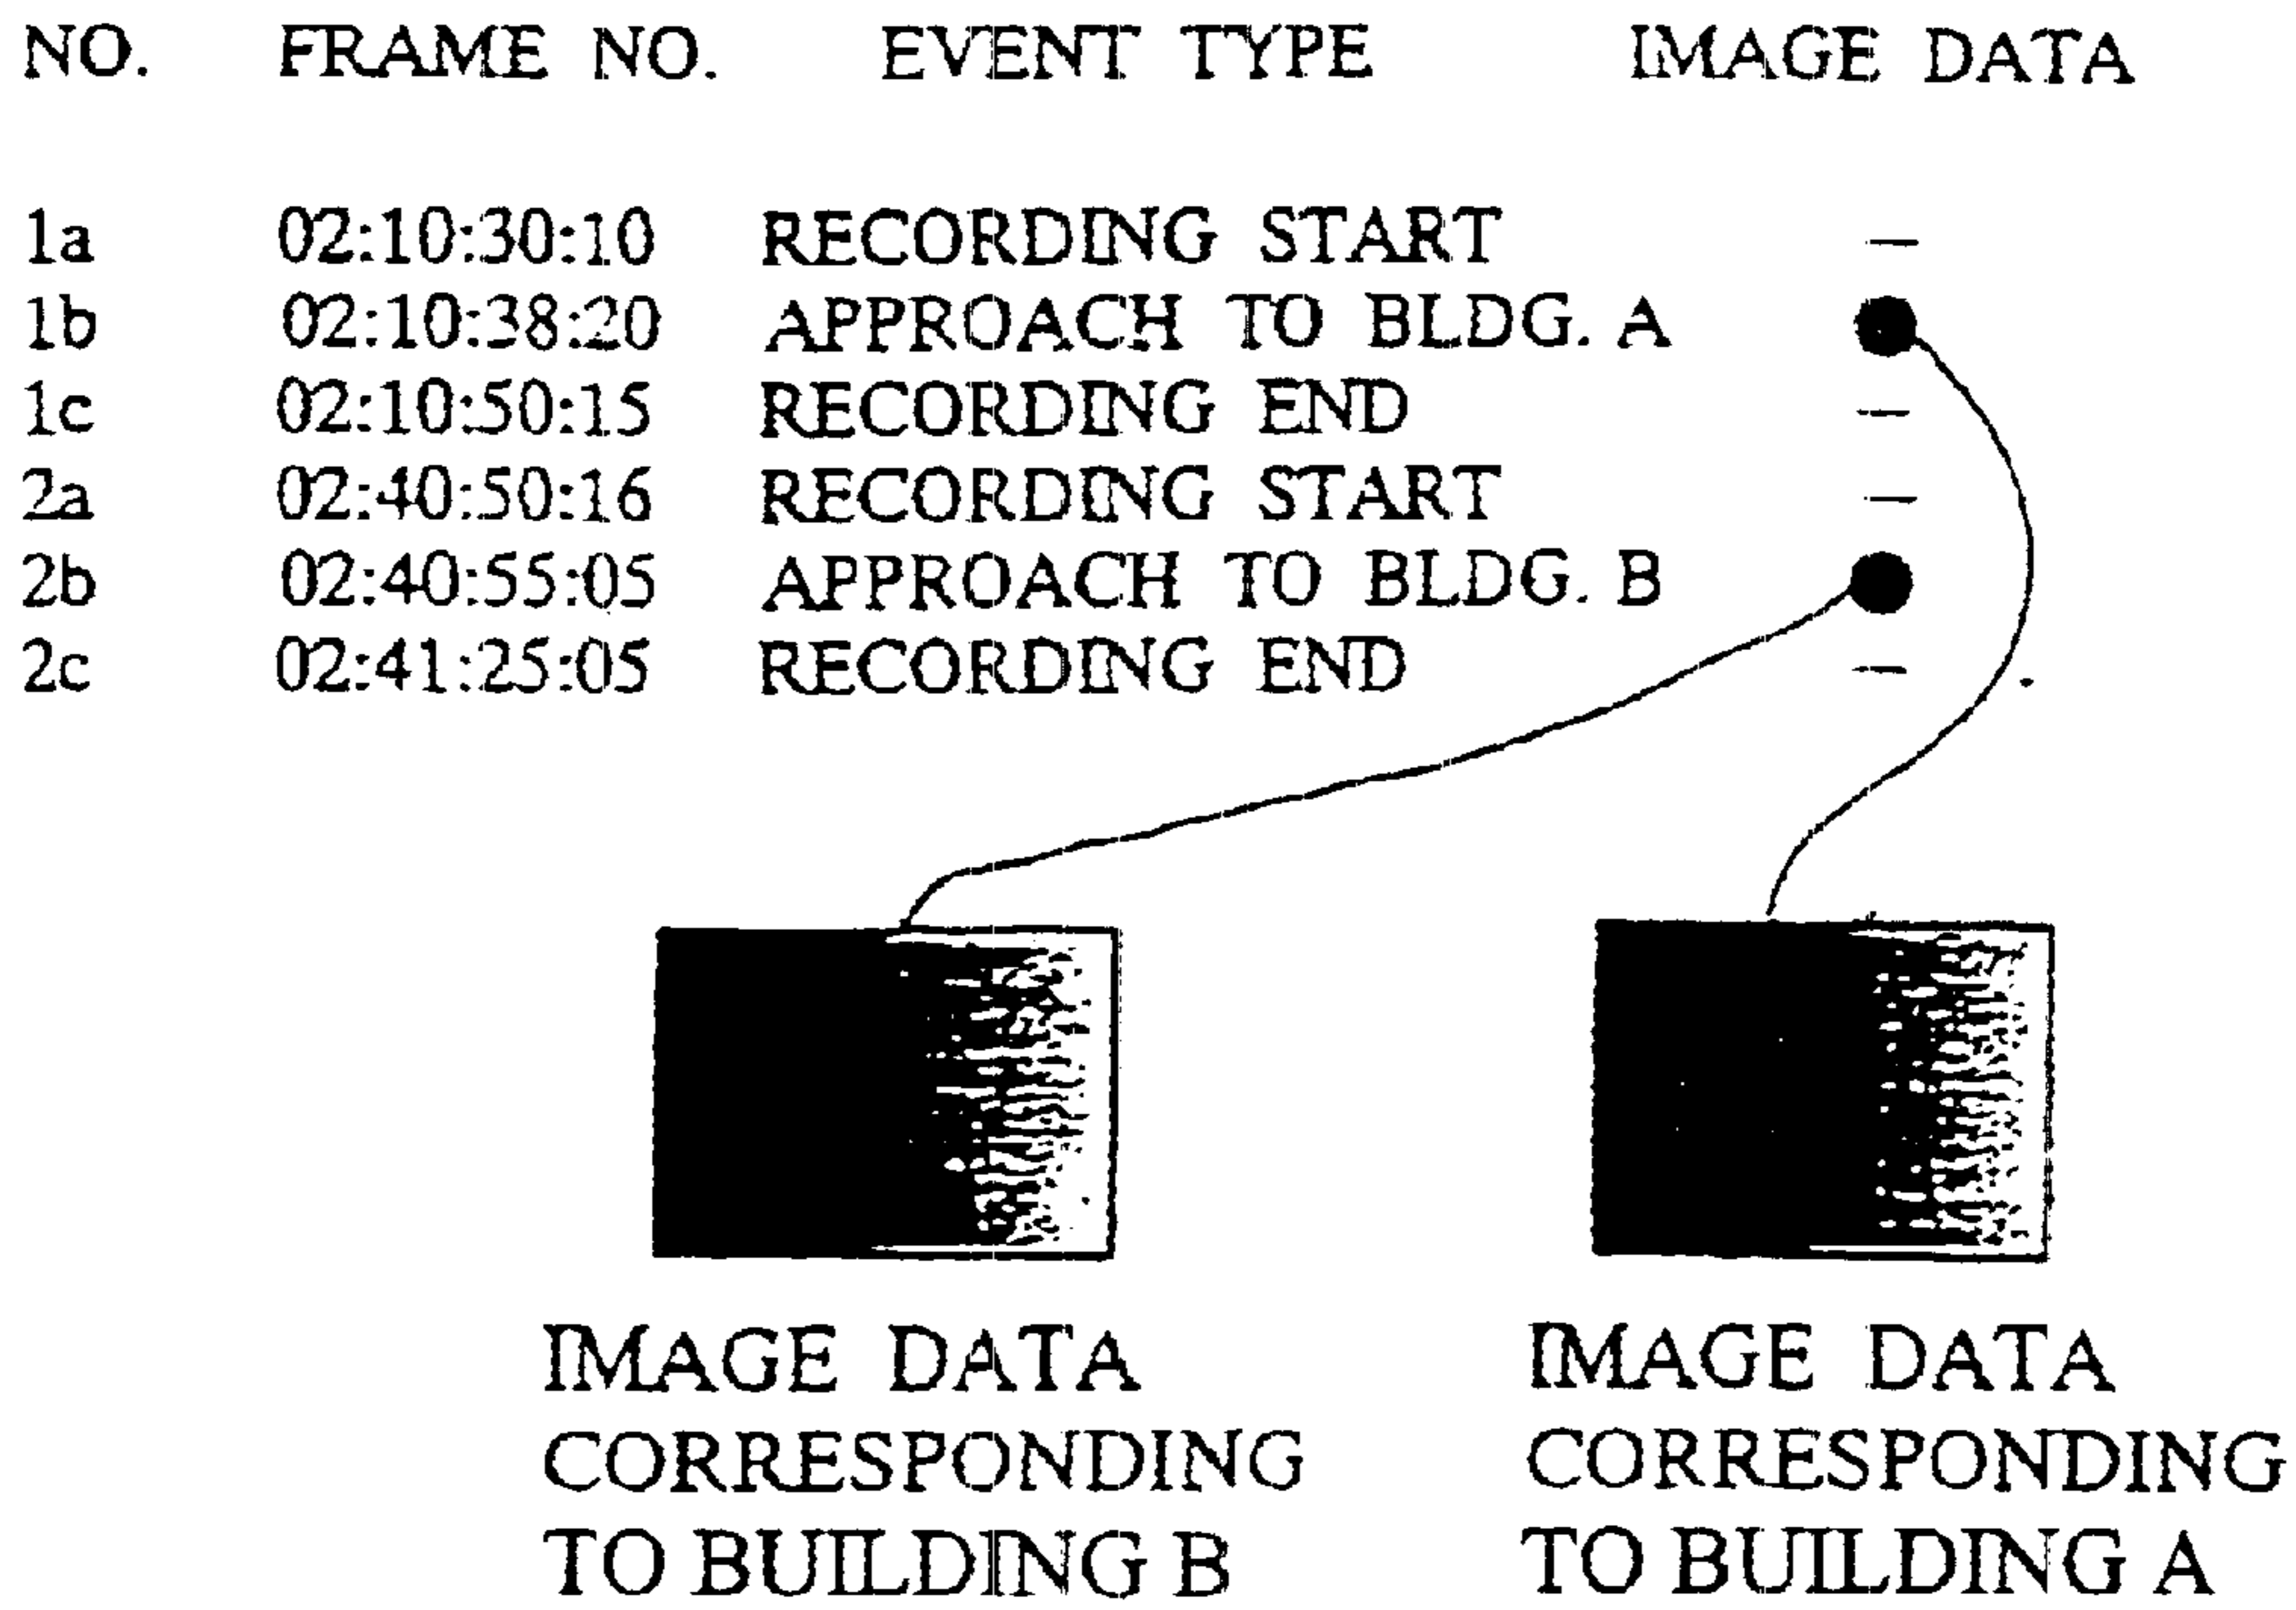 NO. FRAME NO. EVENT TYPE IMAGE DATA
1a 02:10:30:10 RECORDING START –
1b 02:10:38:20 APPROACH TO BLDG. A
1c 02:10:50:15 RECORDING END –
2a 02:40:50:16 RECORDING START –
2b 02:40:55:05 APPROACH TO BLDG. B
2c 02:41:25:05 RECORDING END –
IMAGE DATA
CORRESPONDING
TO BUILDING B
IMAGE DATA
CORRESPONDING
TO BUILDING A